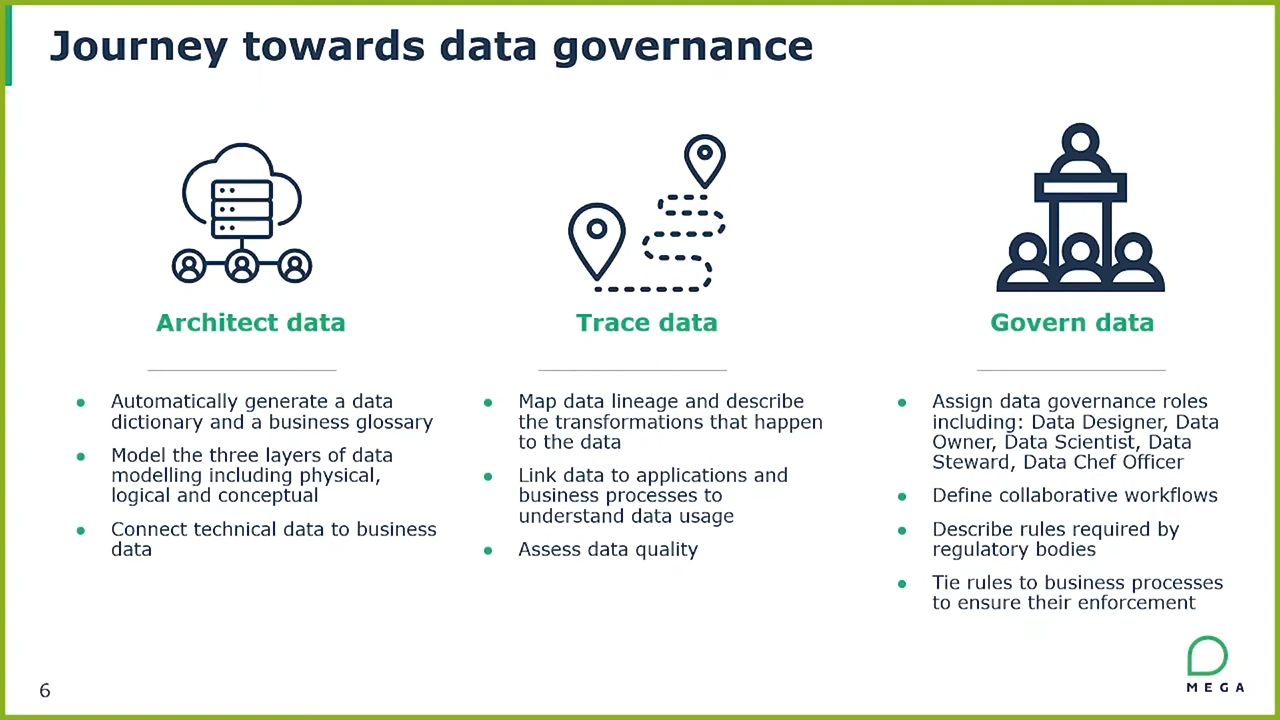 Journey towards data governance
Architect data
Automatically generate a data
dictionary and a business glossary
Model the three layers of data
modelling including physical,
logical and conceptual
Connect technical data to business
data
Trace data
Map data lineage and describe
the transformations that happen
to the data
Link data to applications and
business processes to
understand data usage
Assess data quality
Govern data
Assign data governance roles
including: Data Designer, Data
Owner, Data Scientist, Data
Steward, Data Chef Officer
Define collaborative workflows
Describe rules required by
regulatory bodies
Tie rules to business processes
to ensure their enforcement
6
MEGA